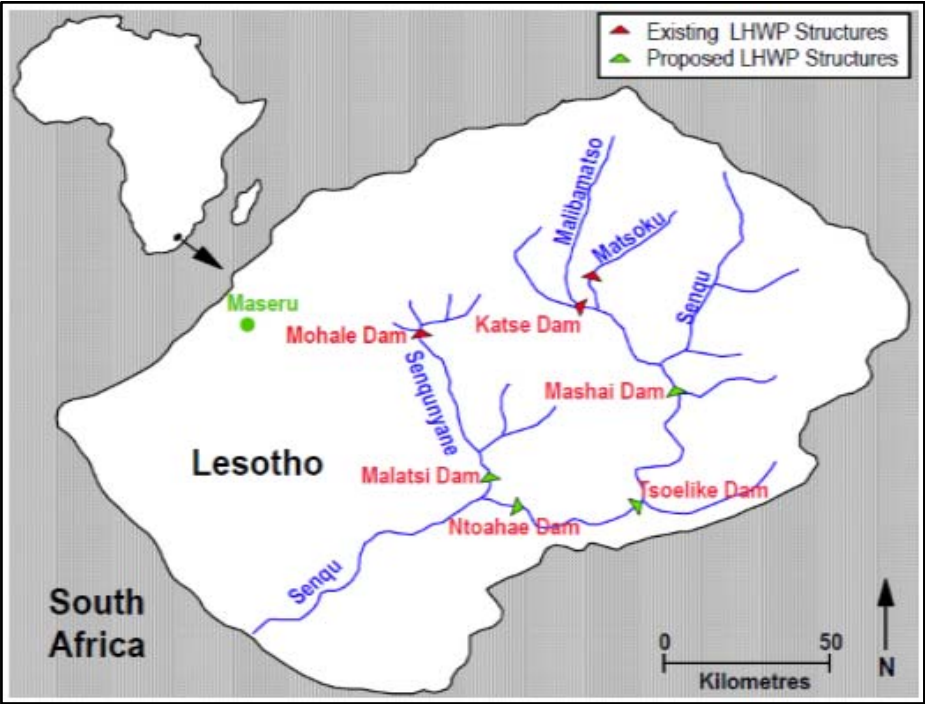 Existing LHWP Structures
Proposed LHWP Structures
Malibamatso
Matsoku
Senqu
Maseru
Mohale Dam
Katse Dam
Senqunyane
Mashai Dam
Lesotho
Malatsi Dam
Tsoelike Dam
Ntoahae Dam
Senqu
South
Africa
0 50
Kilometres
N